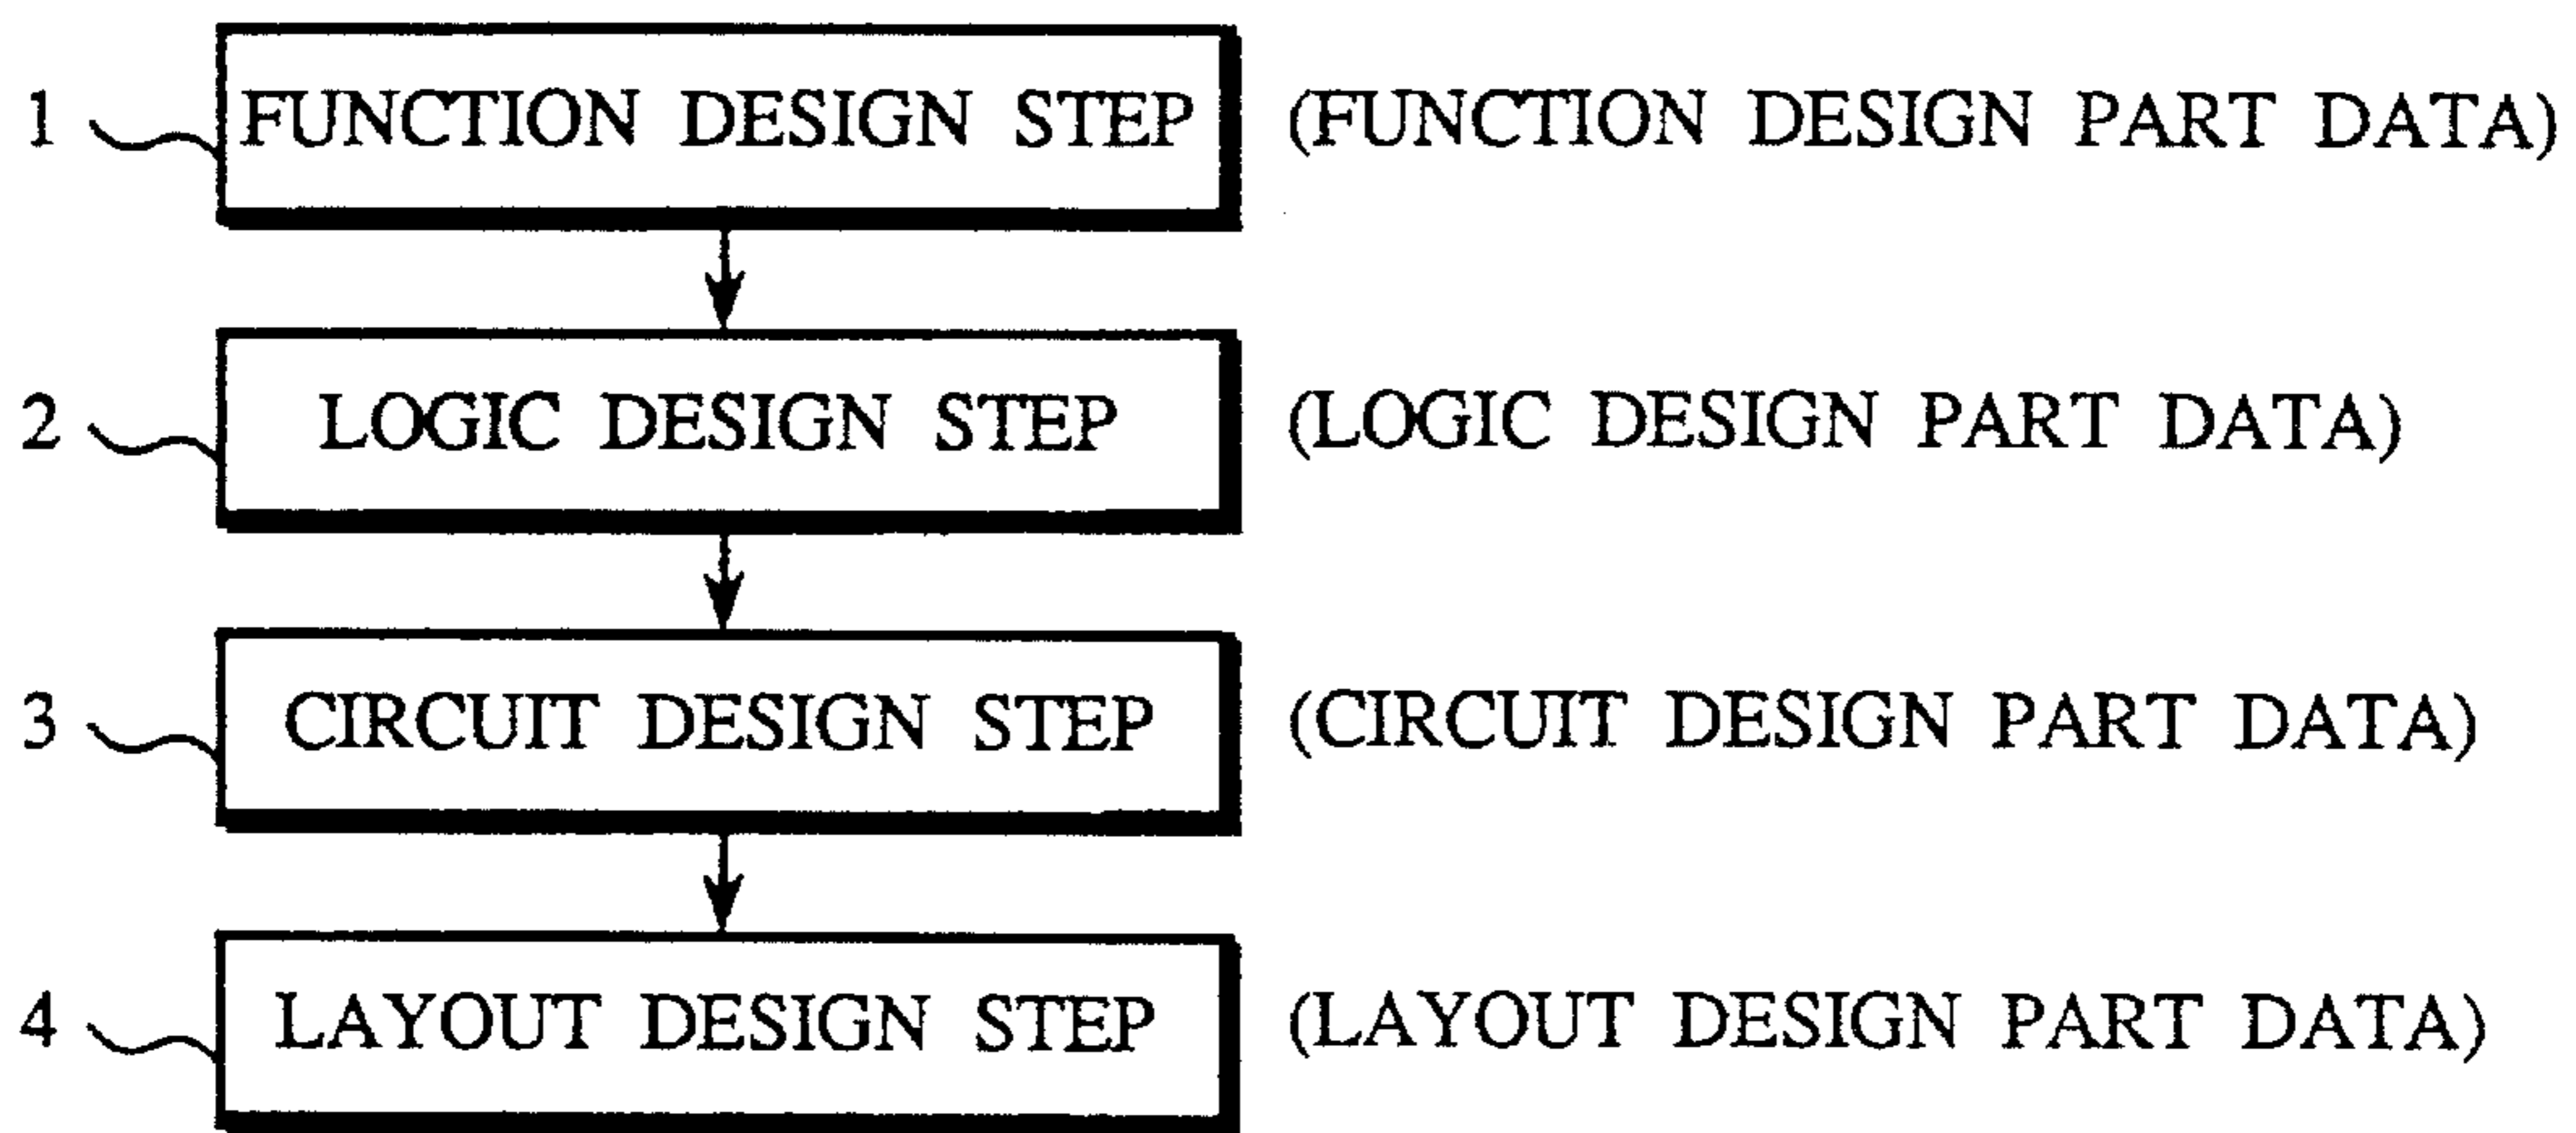 1 FUNCTION DESIGN STEP (FUNCTION DESIGN PART DATA)
2 LOGIC DESIGN STEP (LOGIC DESIGN PART DATA)
3 CIRCUIT DESIGN STEP (CIRCUIT DESIGN PART DATA)
4 LAYOUT DESIGN STEP (LAYOUT DESIGN PART DATA)